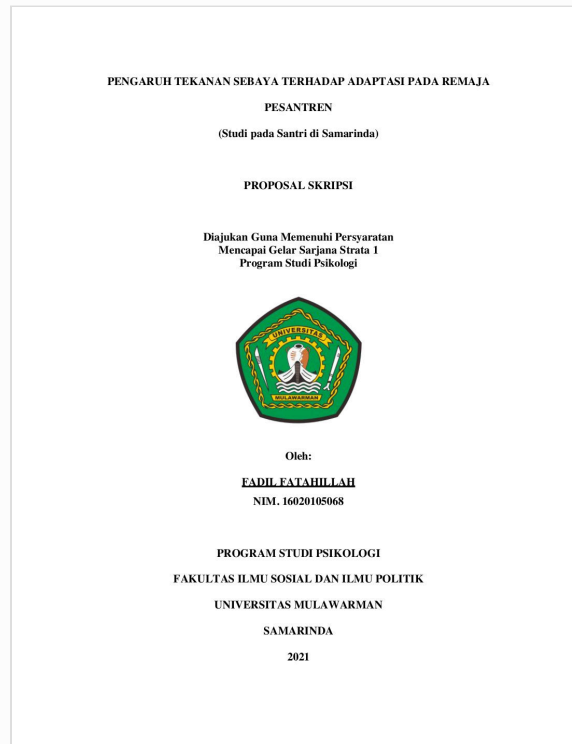 PENGARUH TEKANAN SEBAYA TERHADAP ADAPTASI PADA REMAJA
PESANTREN
(Studi pada Santri di Samarinda)
PROPOSAL SKRIPSI
Diajukan Guna Memenuhi Persyaratan
Mencapai Gelar Sarjana Strata 1
Program Studi Psikologi
UNIVERSITAS
MULAWARMAN
Oleh:
FADIL FATAHILLAH
NIM. 16020105068
PROGRAM STUDI PSIKOLOGI
FAKULTAS ILMU SOSIAL DAN ILMU POLITIK
UNIVERSITAS MULAWARMAN
SAMARINDA
2021